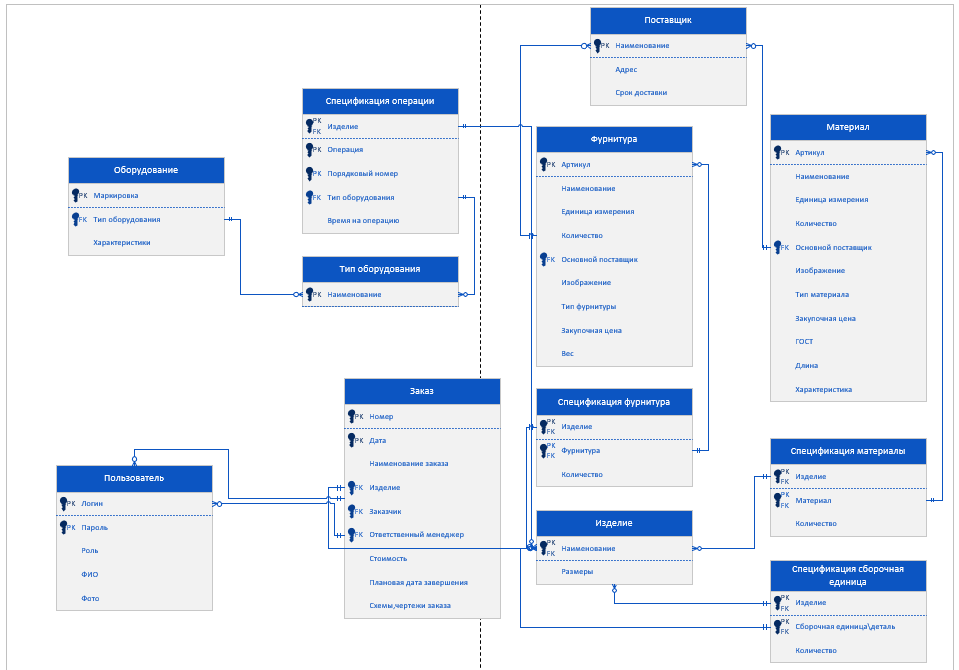 Поставщик
PK Наименование
Адрес
Срок доставки
Спецификация операции
PK
FK
Изделие
PK Операция
PK Порядковый номер
FK Тип оборудования
Время на операцию
Оборудование
PK Маркировка
FK Тип оборудования
Характеристики
Тип оборудования
PK Наименование
Фурнитура
PK Артикул
Наименование
Единица измерения
Количество
FK Основной поставщик
Изображение
Тип фурнитуры
Закупочная цена
Вес
Материал
PK Артикул
Наименование
Единица измерения
Количество
FK Основной поставщик
Изображение
Тип материала
Закупочная цена
ГОСТ
Длина
Характеристика
Заказ
PK Номер
PK Дата
Наименование заказа
FK Изделие
FK Заказчик
FK Ответственный менеджер
Стоимость
Плановая дата завершения
Схемы,чертежи заказа
Пользователь
PK Логин
PK Пароль
Роль
ФИО
Фото
Спецификация фурнитура
PK
FK
Изделие
PK
FK
Фурнитура
Количество
Изделие
PK
FK
Наименование
Размеры
Спецификация материалы
PK
FK
Изделие
PK
FK
Материал
Количество
Спецификация сборочная
единица
PK
FK
Изделие
PK
FK
Сборочная единица\деталь
Количество